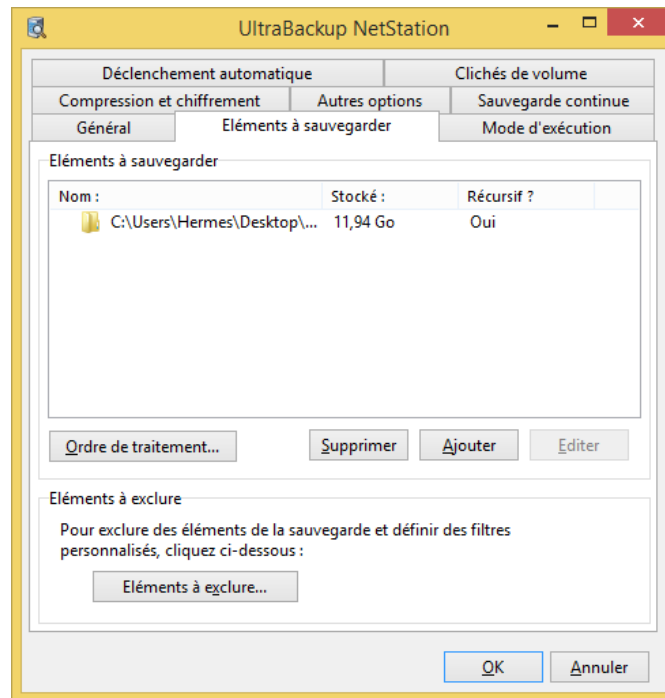 UltraBackup NetStation
Déclenchement automatique Clichés de volume
Compression et chiffrement Autres options Sauvegarde continue
Général Eléments à sauvegarder Mode d'exécution
Eléments à sauvegarder
Nom : Stocké : Récursif ?
C:\Users\Hermes\Desktop\... 11,94 Go Oui
Ordre de traitement... Supprimer Ajouter Editer
Eléments à exclure
Pour exclure des éléments de la sauvegarde et définir des filtres
personnalisés, cliquez ci-dessous :
Eléments à exclure...
OK Annuler